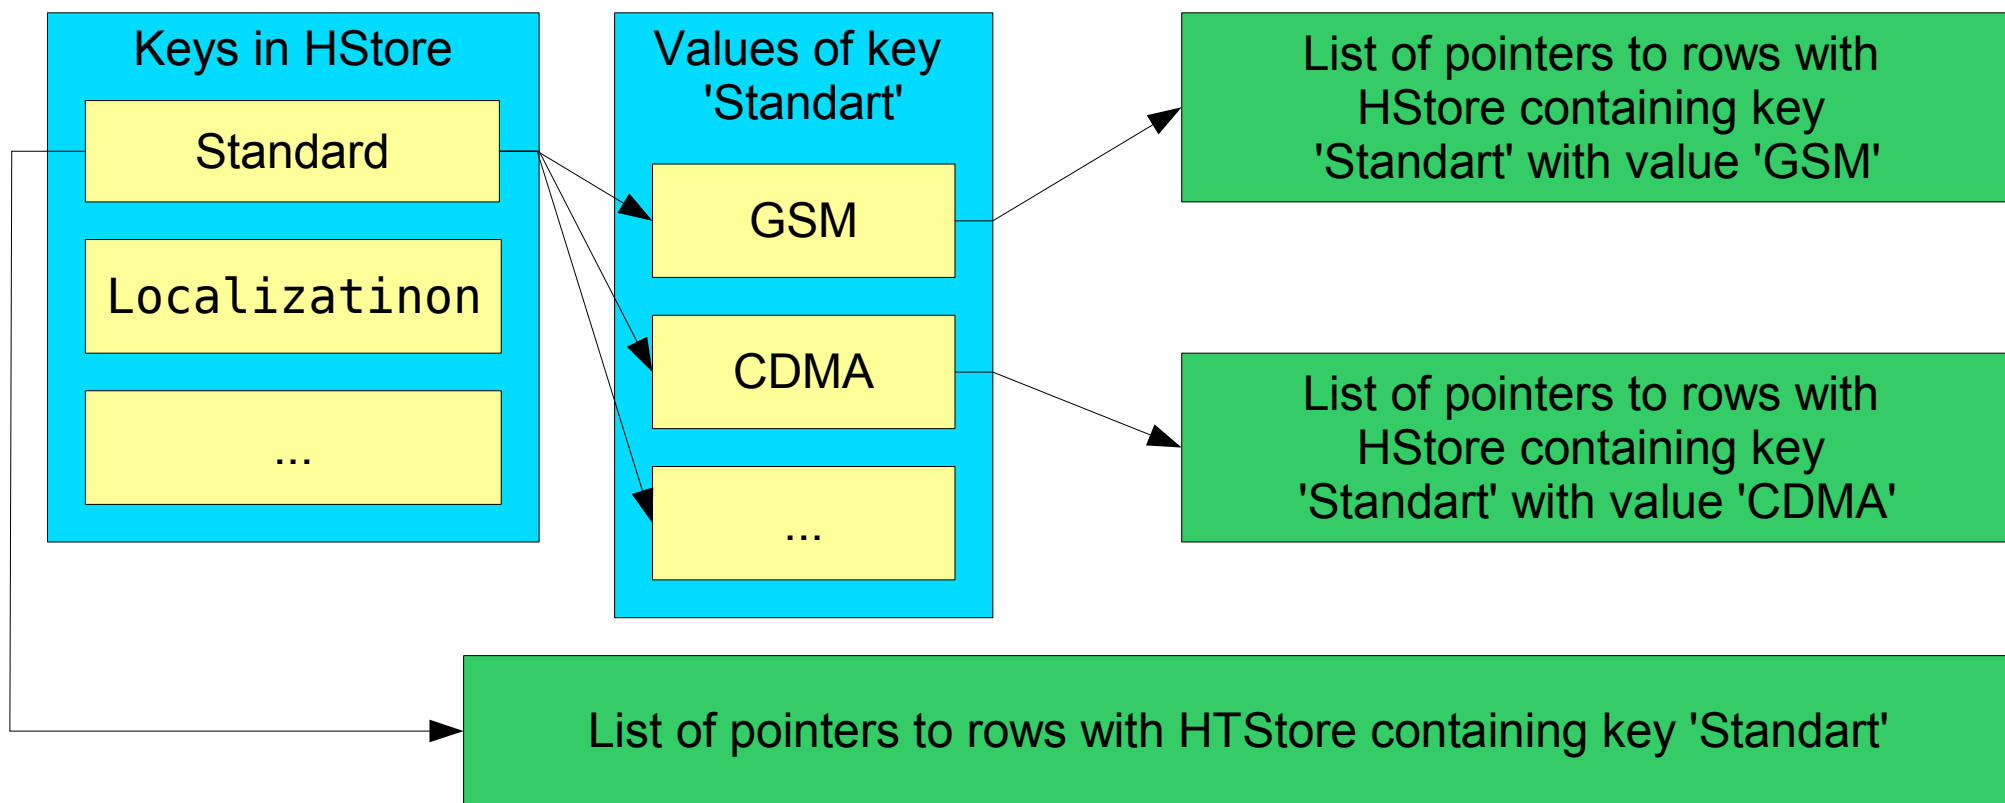 Keys in HStore
Standard
Localizatinon
...
Values of key
'Standart'
GSM
CDMA
...
List of pointers to rows with
HStore containing key
'Standart' with value 'GSM'
List of pointers to rows with
HStore containing key
'Standart' with value 'CDMA'
List of pointers to rows with HTStore containing key 'Standart'